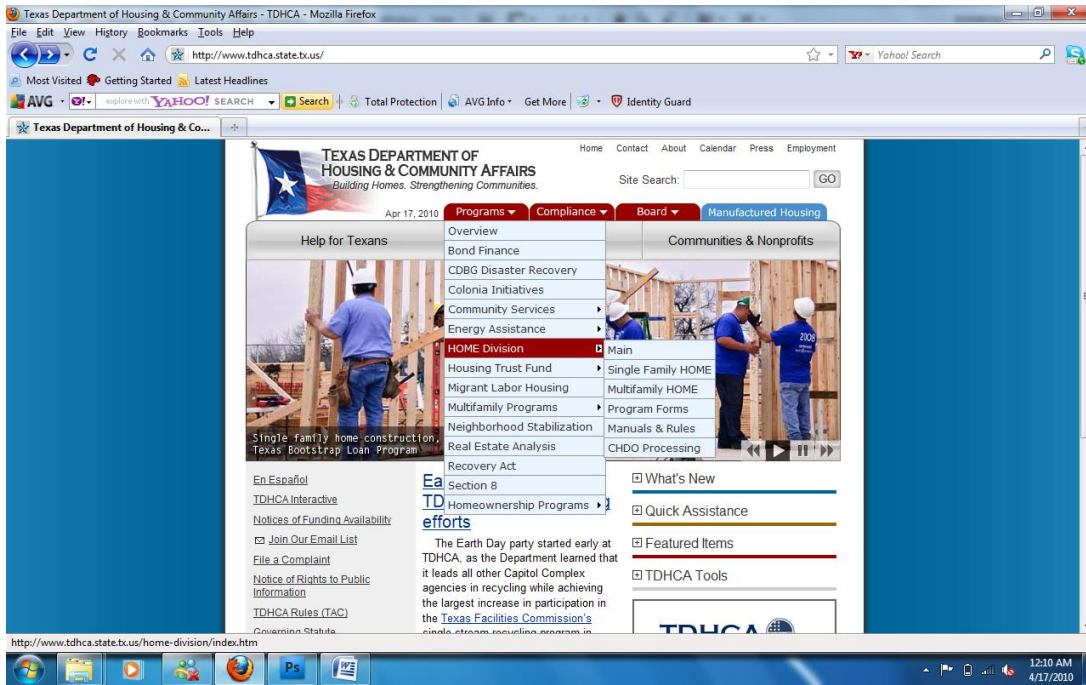 Texas Department of Housing & Community Affairs - TDHCA - Mozilla Firefox
File Edit View History Bookmarks Tools Help
http://www.tdhca.state.tx.us/
Yahoo! Search
Most Visited Getting Started Latest Headlines
AVG explore with YAHOO! SEARCH Search Total Protection AVG Info Get More Identity Guard
Texas Department of Housing & Co...
Home Contact About Calendar Press Employment
TEXAS DEPARTMENT OF
HOUSING & COMMUNITY AFFAIRS
Building Homes. Strengthening Communities.
Site Search: GO
Apr 17, 2010 Programs Compliance Board Manufactured Housing
Help for Texans Communities & Nonprofits
Overview
Bond Finance
CDBG Disaster Recovery
Colonia Initiatives
Community Services
Energy Assistance
HOME Division
Housing Trust Fund
Migrant Labor Housing
Multifamily Programs
Neighborhood Stabilization
Real Estate Analysis
Recovery Act
Section 8
Homeownership Programs
Main
Single Family HOME
Multifamily HOME
Program Forms
Manuals & Rules
CHDO Processing
2008
Single family home construction,
Texas Bootstrap Loan Program
En Español
TDHCA Interactive
Notices of Funding Availability
Join Our Email List
File a Complaint
Notice of Rights to Public
Information
TDHCA Rules (TAC)
Governing Statute
Ea
TD
efforts
The Earth Day party started early at
TDHCA, as the Department learned that
it leads all other Capitol Complex
agencies in recycling while achieving
the largest increase in participation in
the Texas Facilities Commission's
single stream recycling program in
What's New
Quick Assistance
Featured Items
TDHCA Tools
TDHCA
http://www.tdhca.state.tx.us/home-division/index.htm
Ps
W
12:10 AM
4/17/2010